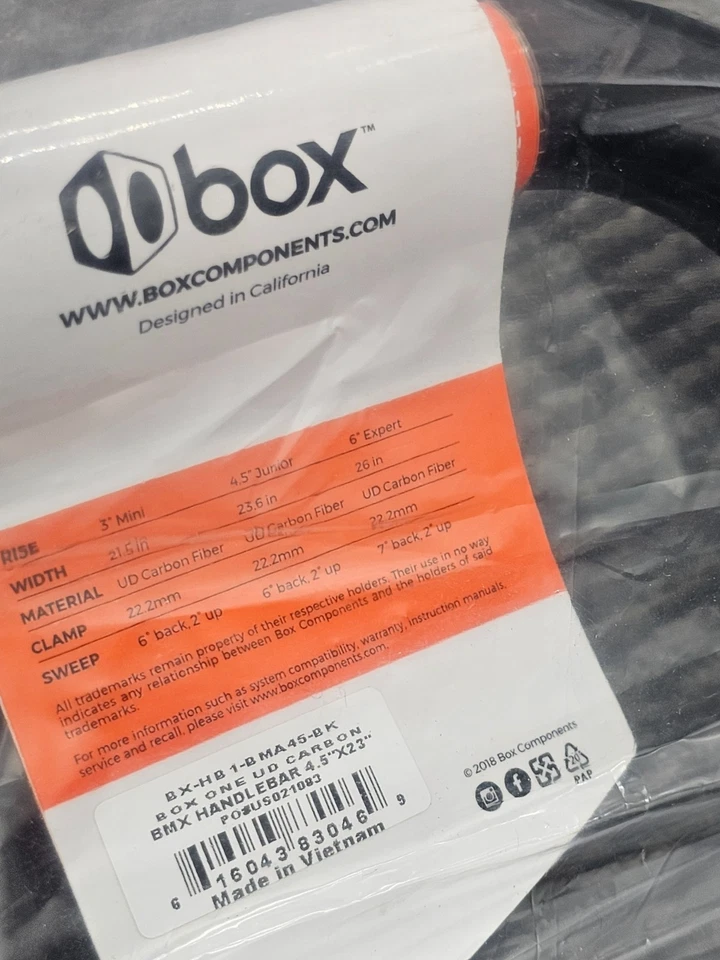 box™
WWW.BOXCOMPONENTS.COM
Designed in California
RISE 3" Mini 4.5" Junior 6" Expert
WIDTH 21.6 in 23.6 in 26 in
MATERIAL UD Carbon Fiber UD Carbon Fiber UD Carbon Fiber
CLAMP 22.2mm 22.2mm 22.2mm
SWEEP 6° back, 2° up 6° back, 2° up 7° back, 2° up
All trademarks remain property of their respective holders. Their use in no way
indicates any relationship between Box Components and the holders of said
trademarks.
For more information such as system compatibility, warranty, instruction manuals,
service and recall, please visit www.boxcomponents.com.
BX-HB1-BMA45-BK
BOX ONE UD CARBON
BMX HANDLEBAR 4.5"X23"
PO#US021083
6 16043 83046 9
Made in Vietnam
© 2018 Box Components
20
PAP